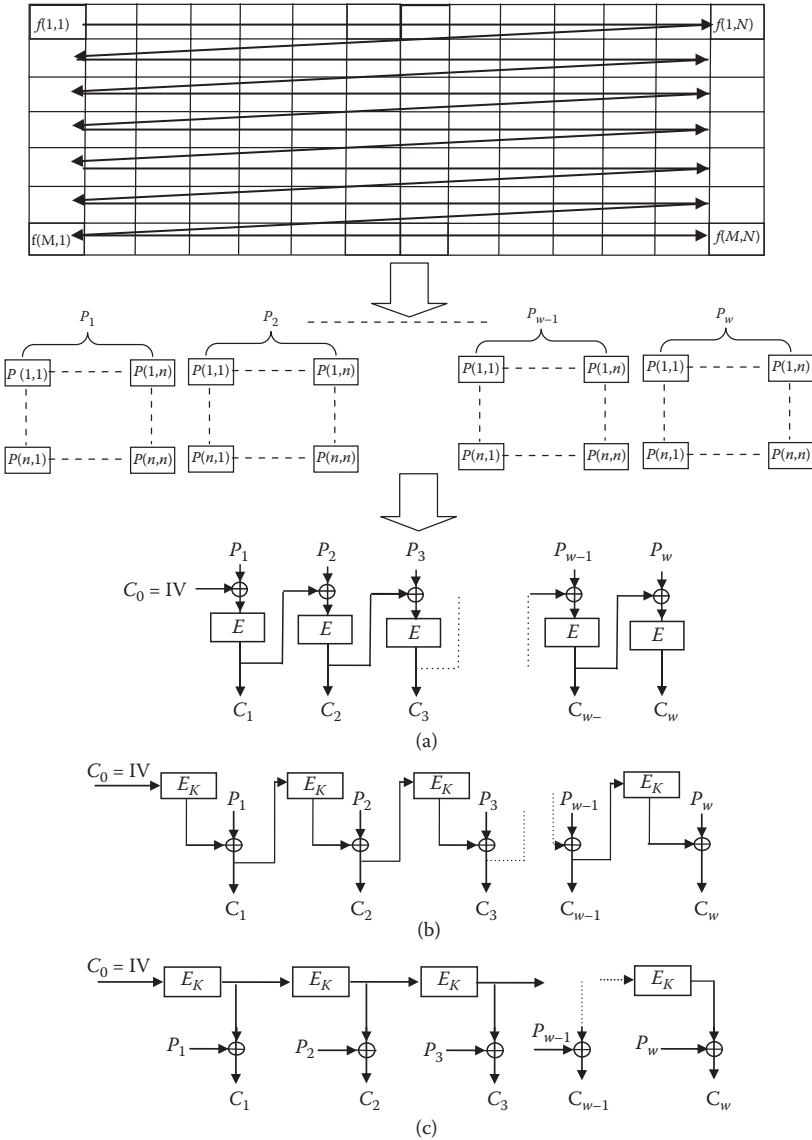 f(1,1) f(1,N)
f(M,1) f(M,N)
P1 P2 Pw−1 Pw
P (1,1) P(1,n) P(1,1) P(1,n) P(1,1) P(1,n) P(1,1) P(1,n)
P(n,1) P(n,n) P(n,1) P(n,n) P(n,1) P(n,n) P(n,1) P(n,n)
P1 P2 P3 Pw−1 Pw
C0 = IV
E E E E E
C1 C2 C3 Cw− Cw
(a)
C0 = IV EK EK EK EK
P1 P2 P3 Pw−1 Pw
C1 C2 C3 Cw−1 Cw
(b)
C0 = IV EK EK EK EK
P1 P2 P3 Pw−1 Pw
C1 C2 C3 Cw−1 Cw
(c)